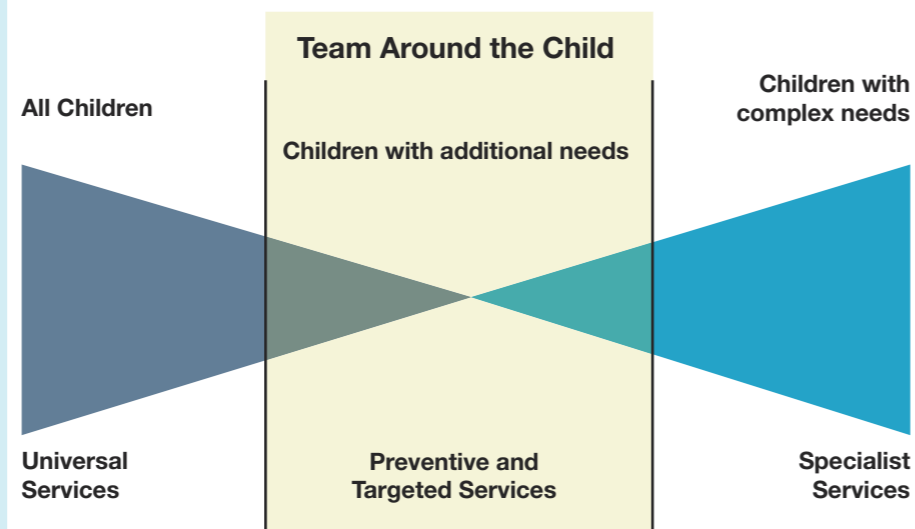 Team Around the Child
All Children
Children with
complex needs
Children with additional needs
Universal
Services
Preventive and
Targeted Services
Specialist
Services